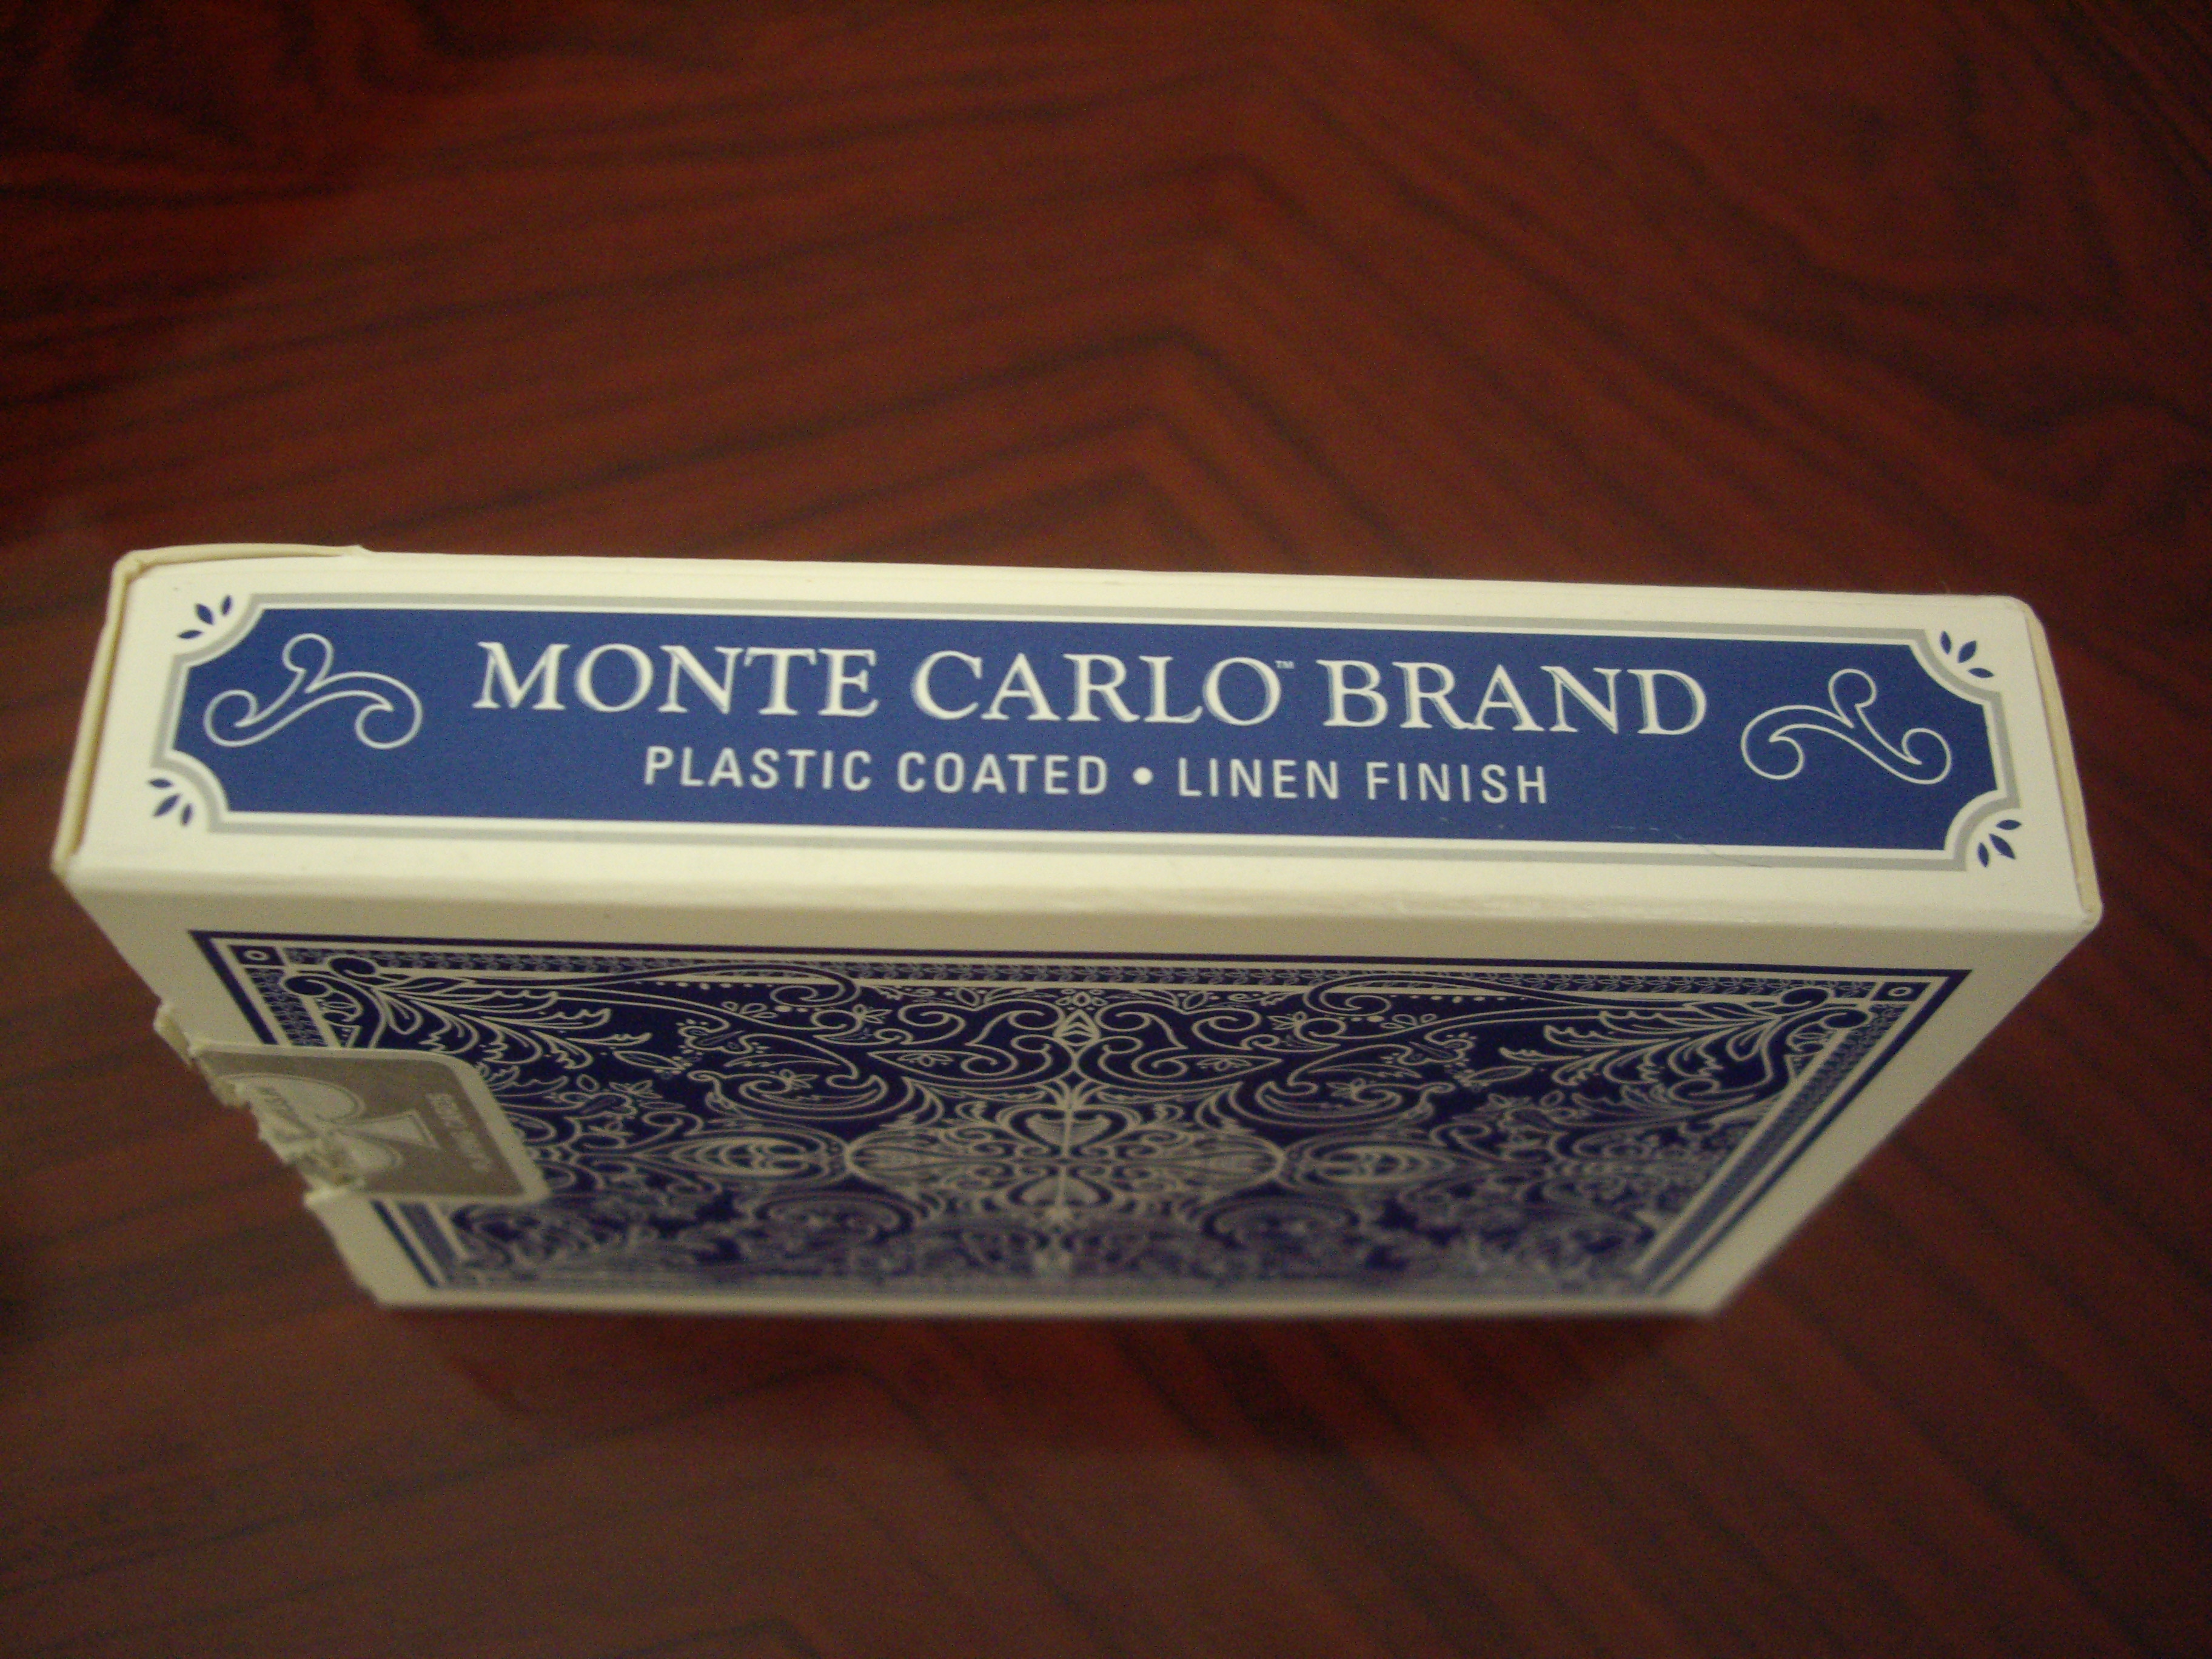 MONTE CARLO™ BRAND
PLASTIC COATED • LINEN FINISH